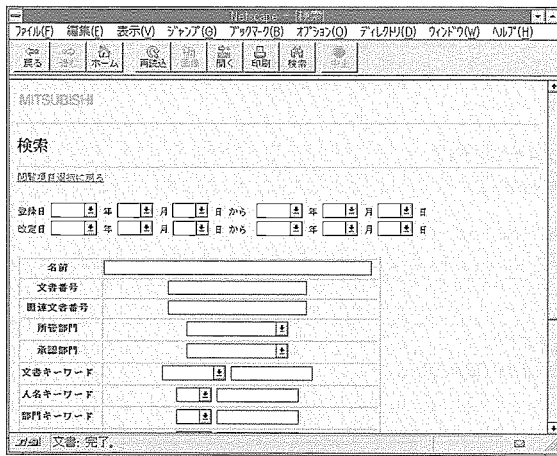 Netscape - [検索]
ファイル(F) 編集(E) 表示(V) ジャンプ(G) ブックマーク(B) オプション(O) ディレクトリ(D) ウィンドウ(W) ヘルプ(H)
戻る 進む ホーム 再読込 画像 開く 印刷 検索 中止
MITSUBISHI
検索
閲覧項目選択に戻る
登録日 年 月 日 から 年 月 日
改定日 年 月 日 から 年 月 日
名前
文書番号
関連文書番号
所管部門
承認部門
文書キーワード
人名キーワード
部門キーワード
文書: 完了。